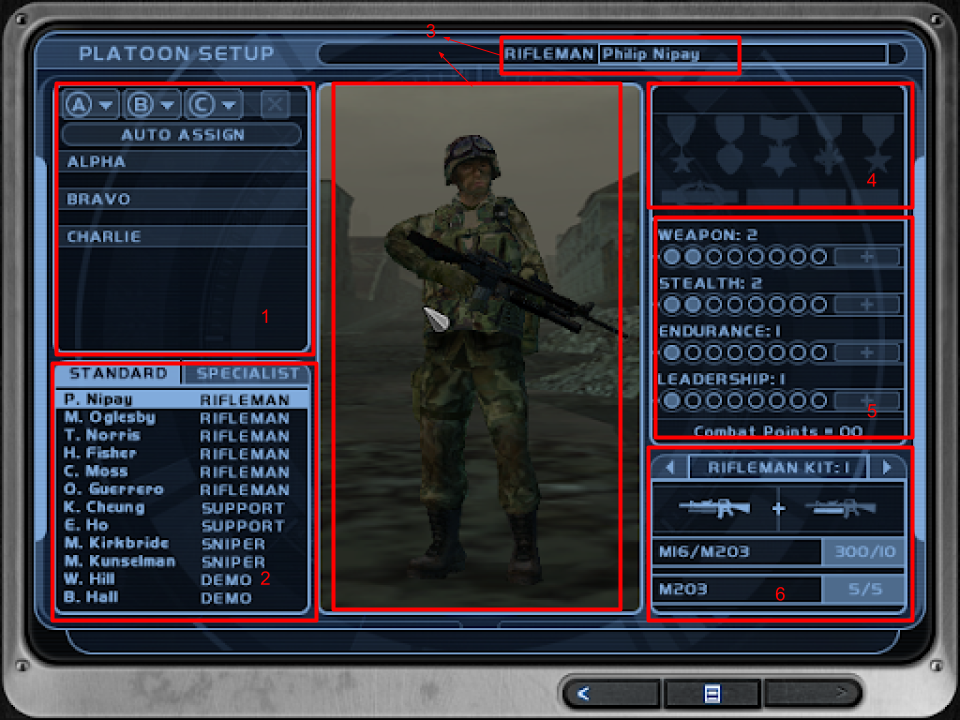 PLATOON SETUP
3
RIFLEMAN Philip Nipay
A B C
AUTO ASSIGN
ALPHA
BRAVO
CHARLIE
1
STANDARD SPECIALIST
P. Nipay RIFLEMAN
M. Oglesby RIFLEMAN
T. Norris RIFLEMAN
H. Fisher RIFLEMAN
C. Moss RIFLEMAN
O. Guerrero RIFLEMAN
K. Cheung SUPPORT
E. Ho SUPPORT
M. Kirkbride SNIPER
M. Kunselman SNIPER
W. Hill DEMO
B. Hall DEMO
2
4
WEAPON: 2
+
STEALTH: 2
+
ENDURANCE: 1
+
LEADERSHIP: 1
+
5
Combat Points = 00
RIFLEMAN KIT: 1
+
M16/M203 300/10
M203 5/5
6
<
>